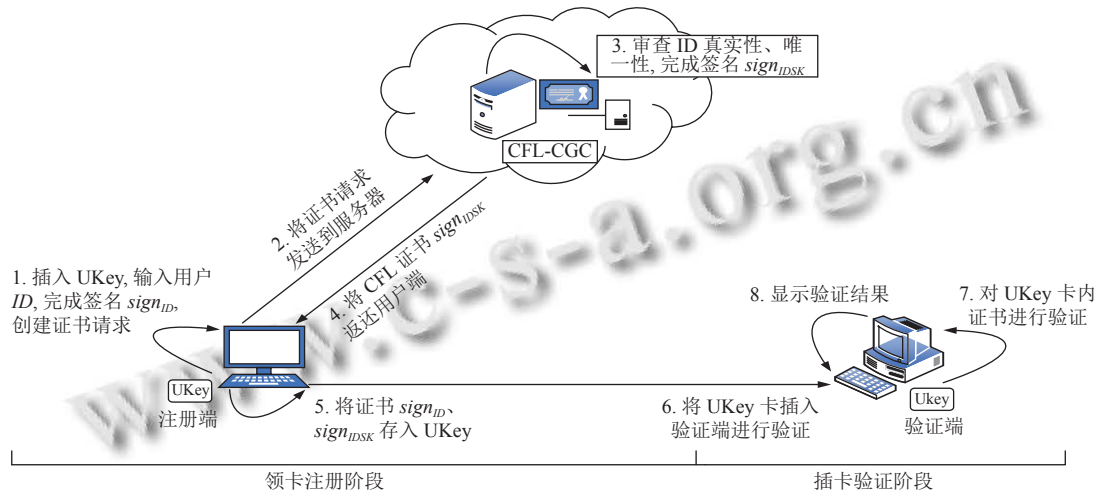 3. 审查 ID 真实性、唯
一性, 完成签名 sign_IDSK
CFL-CGC
2. 将证书请求
发送到服务器
4. 将 CFL 证书 sign_IDSK
返还用户端
1. 插入 UKey, 输入用户
ID, 完成签名 sign_ID,
创建证书请求
UKey
注册端
5. 将证书 sign_ID、
sign_IDSK 存入 UKey
8. 显示验证结果
7. 对 UKey 卡内
证书进行验证
6. 将 UKey 卡插入
验证端进行验证
Ukey
验证端
领卡注册阶段
插卡验证阶段
www.c-s-a.org.cn